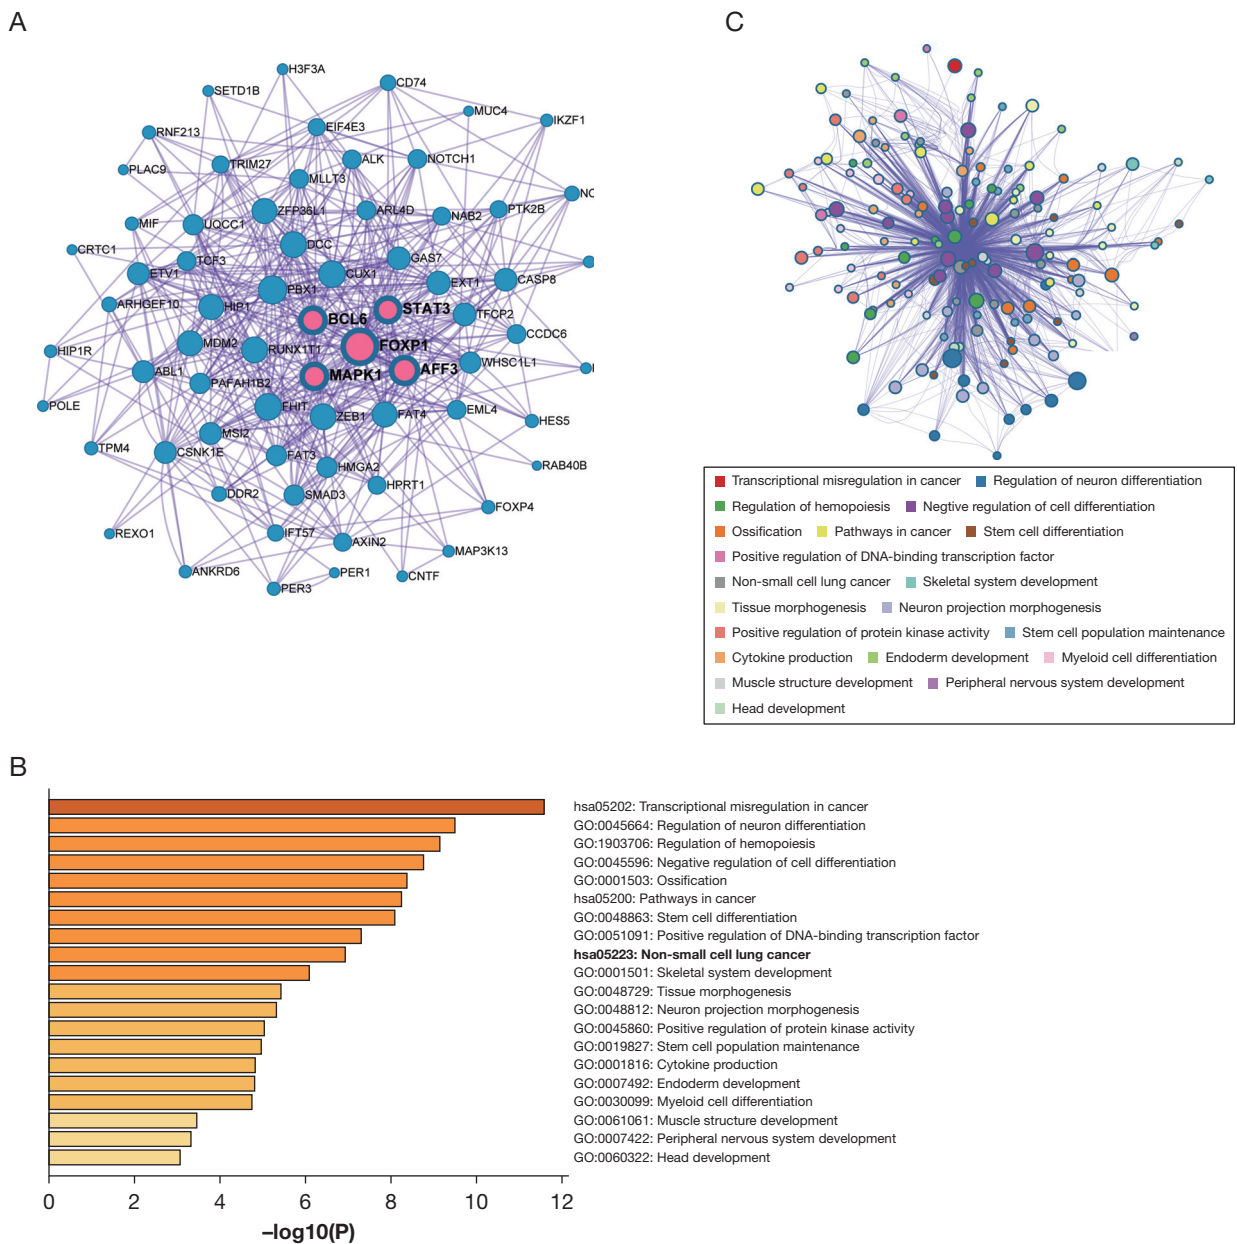 A
C
H3F3A
CD74
SETD1B
MUC4
IKZF1
EIF4E3
RNF213
ALK
NOTCH1
TRIM27
PLAC9
MLLT3
NC
ZFP36L1
ARL4D
NAB2
PTK2B
MIF
UQCC1
DCC
CRTC1
TCF3
GAS7
ETV1
CUX1
EXT1
CASP8
PBX1
ARHGEF10
HIP1
BCL6
STAT3
TFCP2
CCDC6
MDM2
RUNX1T1
FOXP1
HIP1R
WHSC1L1
ABL1
PAFAH1B2
MAPK1
AFF3
POLE
FHIT
ZEB1
FAT4
EML4
HES5
MSI2
TPM4
CSNK1E
FAT3
HMGA2
RAB40B
DDR2
SMAD3
HPRT1
FOXP4
REXO1
IFT57
AXIN2
MAP3K13
ANKRD6
PER1
CNTF
PER3
Transcriptional misregulation in cancer Regulation of neuron differentiation
Regulation of hemopoiesis Negtive regulation of cell differentiation
Ossification Pathways in cancer Stem cell differentiation
Positive regulation of DNA-binding transcription factor
Non-small cell lung cancer Skeletal system development
Tissue morphogenesis Neuron projection morphogenesis
Positive regulation of protein kinase activity Stem cell population maintenance
Cytokine production Endoderm development Myeloid cell differentiation
Muscle structure development Peripheral nervous system development
Head development
B
hsa05202: Transcriptional misregulation in cancer
GO:0045664: Regulation of neuron differentiation
GO:1903706: Regulation of hemopoiesis
GO:0045596: Negative regulation of cell differentiation
GO:0001503: Ossification
hsa05200: Pathways in cancer
GO:0048863: Stem cell differentiation
GO:0051091: Positive regulation of DNA-binding transcription factor
hsa05223: Non-small cell lung cancer
GO:0001501: Skeletal system development
GO:0048729: Tissue morphogenesis
GO:0048812: Neuron projection morphogenesis
GO:0045860: Positive regulation of protein kinase activity
GO:0019827: Stem cell population maintenance
GO:0001816: Cytokine production
GO:0007492: Endoderm development
GO:0030099: Myeloid cell differentiation
GO:0061061: Muscle structure development
GO:0007422: Peripheral nervous system development
GO:0060322: Head development
0 2 4 6 8 10 12
–log10(P)